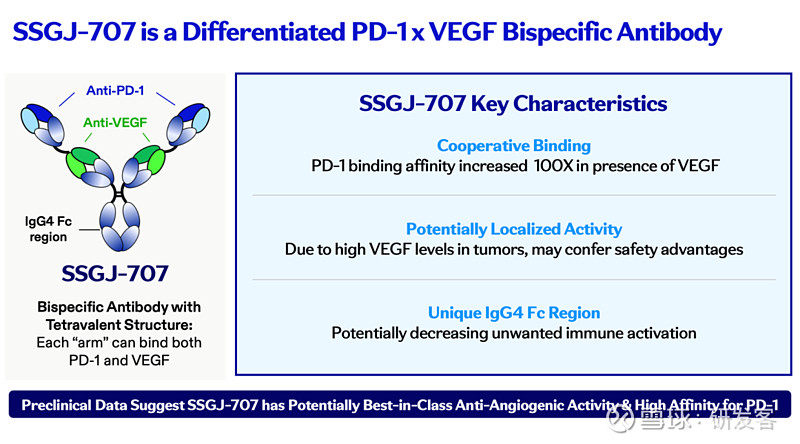 SSGJ-707 is a Differentiated PD-1 x VEGF Bispecific Antibody
Anti-PD-1
Anti-VEGF
IgG4 Fc
region
SSGJ-707
Bispecific Antibody with
Tetravalent Structure:
Each “arm” can bind both
PD-1 and VEGF
SSGJ-707 Key Characteristics
Cooperative Binding
PD-1 binding affinity increased 100X in presence of VEGF
Potentially Localized Activity
Due to high VEGF levels in tumors, may confer safety advantages
Unique IgG4 Fc Region
Potentially decreasing unwanted immune activation
Preclinical Data Suggest SSGJ-707 has Potentially Best-in-Class Anti-Angiogenic Activity & High Affinity for PD-1
雪球：研发客